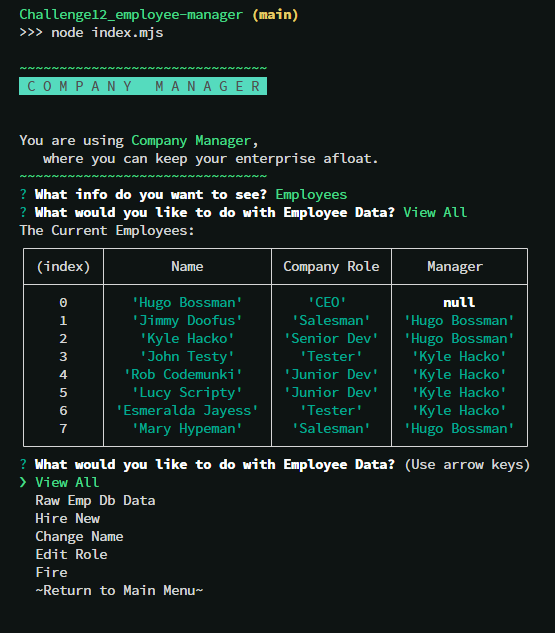 Challenge12_employee-manager (main)
>>> node index.mjs
~~~~~~~~~~~~~~~~~~~~~~~~~~~~~~~
C O M P A N Y   M A N A G E R
You are using Company Manager,
where you can keep your enterprise afloat.
~~~~~~~~~~~~~~~~~~~~~~~~~~~~~~~
? What info do you want to see? Employees
? What would you like to do with Employee Data? View All
The Current Employees:
(index) Name Company Role Manager
0 'Hugo Bossman' 'CEO' null
1 'Jimmy Doofus' 'Salesman' 'Hugo Bossman'
2 'Kyle Hacko' 'Senior Dev' 'Hugo Bossman'
3 'John Testy' 'Tester' 'Kyle Hacko'
4 'Rob Codemunki' 'Junior Dev' 'Kyle Hacko'
5 'Lucy Scripty' 'Junior Dev' 'Kyle Hacko'
6 'Esmeralda Jayess' 'Tester' 'Kyle Hacko'
7 'Mary Hypeman' 'Salesman' 'Hugo Bossman'
? What would you like to do with Employee Data? (Use arrow keys)
❯ View All
Raw Emp Db Data
Hire New
Change Name
Edit Role
Fire
~Return to Main Menu~